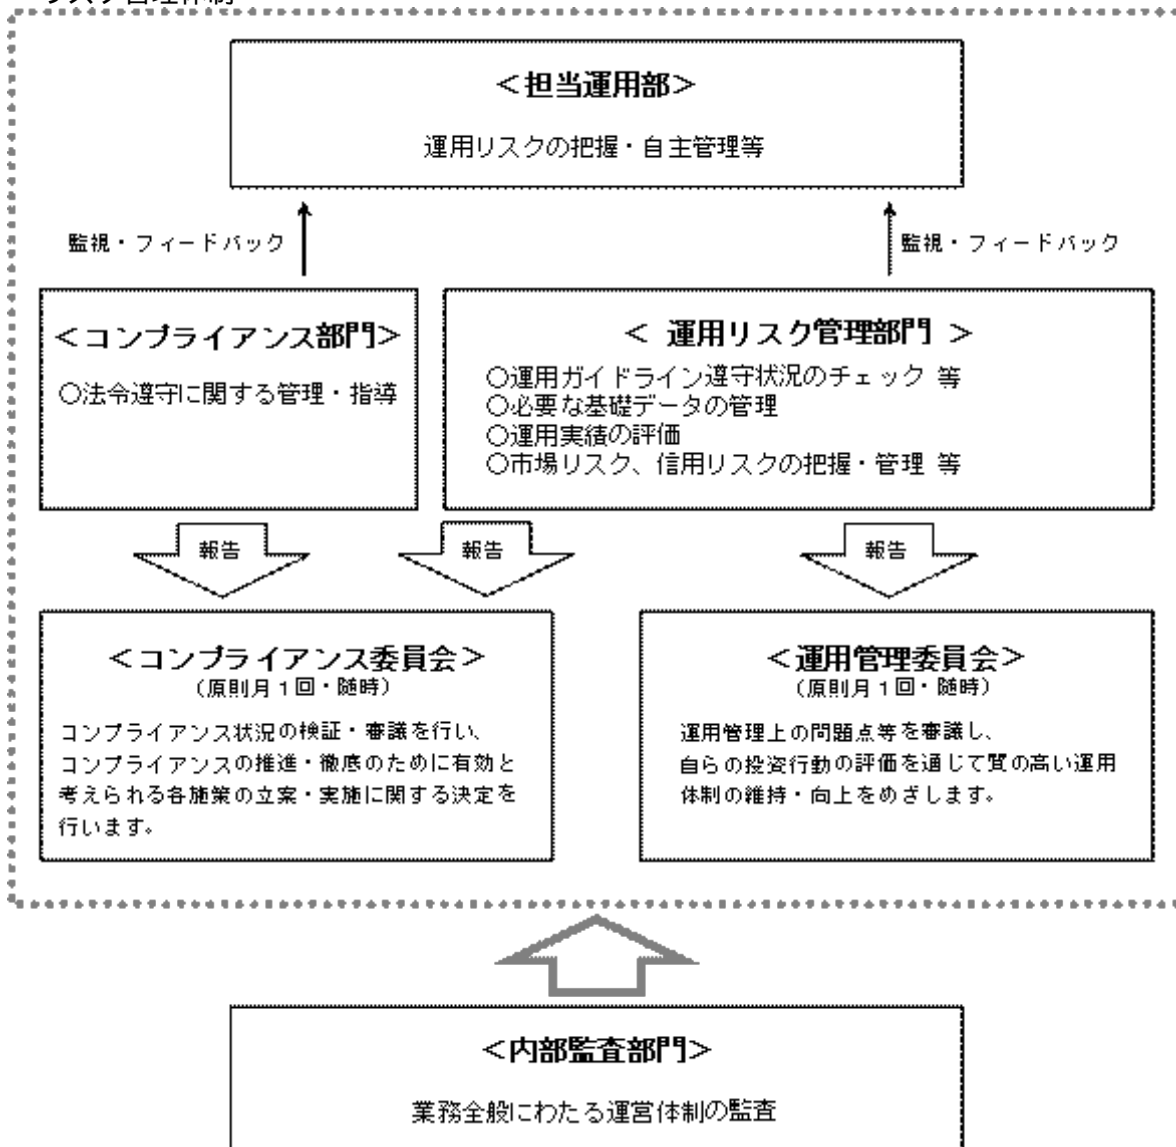 リスク管理体制
＜担当運用部＞
運用リスクの把握・自主管理等
監視・フィードバック
監視・フィードバック
＜コンプライアンス部門＞
○法令遵守に関する管理・指導
＜ 運用リスク管理部門 ＞
○運用ガイドライン遵守状況のチェック 等
○必要な基礎データの管理
○運用実績の評価
○市場リスク、信用リスクの把握・管理 等
報告
報告
報告
＜コンプライアンス委員会＞
（原則月１回・随時）
コンプライアンス状況の検証・審議を行い、
コンプライアンスの推進・徹底のために有効と
考えられる各施策の立案・実施に関する決定を
行います。
＜運用管理委員会＞
（原則月１回・随時）
運用管理上の問題点等を審議し、
自らの投資行動の評価を通じて質の高い運用
体制の維持・向上をめざします。
＜内部監査部門＞
業務全般にわたる運営体制の監査